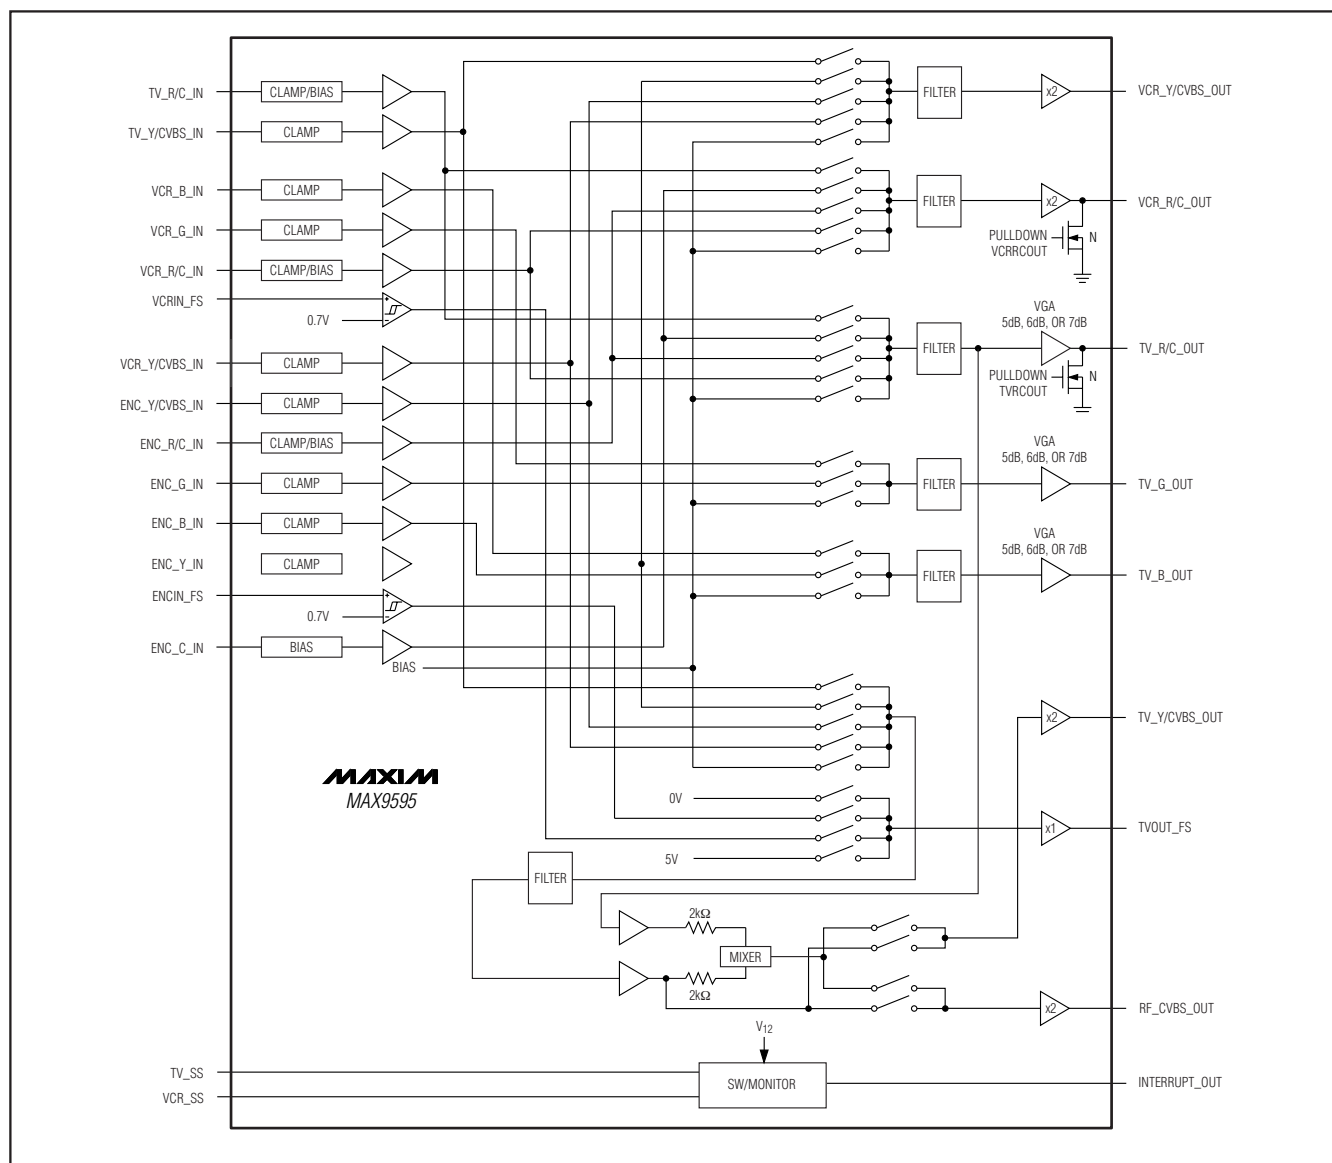 TV_R/C_IN
CLAMP/BIAS
TV_Y/CVBS_IN
CLAMP
VCR_B_IN
CLAMP
VCR_G_IN
CLAMP
VCR_R/C_IN
CLAMP/BIAS
VCRIN_FS
+
0.7V
−
VCR_Y/CVBS_IN
CLAMP
ENC_Y/CVBS_IN
CLAMP
ENC_R/C_IN
CLAMP/BIAS
ENC_G_IN
CLAMP
ENC_B_IN
CLAMP
ENC_Y_IN
CLAMP
ENCIN_FS
+
0.7V
−
ENC_C_IN
BIAS
BIAS
MAXIM
MAX9595
0V
5V
FILTER
FILTER
FILTER
FILTER
FILTER
x2
VCR_Y/CVBS_OUT
x2
VCR_R/C_OUT
PULLDOWN
VCRRCOUT
N
VGA
5dB, 6dB, OR 7dB
TV_R/C_OUT
PULLDOWN
TVRCOUT
N
VGA
5dB, 6dB, OR 7dB
TV_G_OUT
VGA
5dB, 6dB, OR 7dB
TV_B_OUT
x2
TV_Y/CVBS_OUT
x1
TVOUT_FS
FILTER
2kΩ
MIXER
2kΩ
x2
RF_CVBS_OUT
V12
TV_SS
VCR_SS
SW/MONITOR
INTERRUPT_OUT